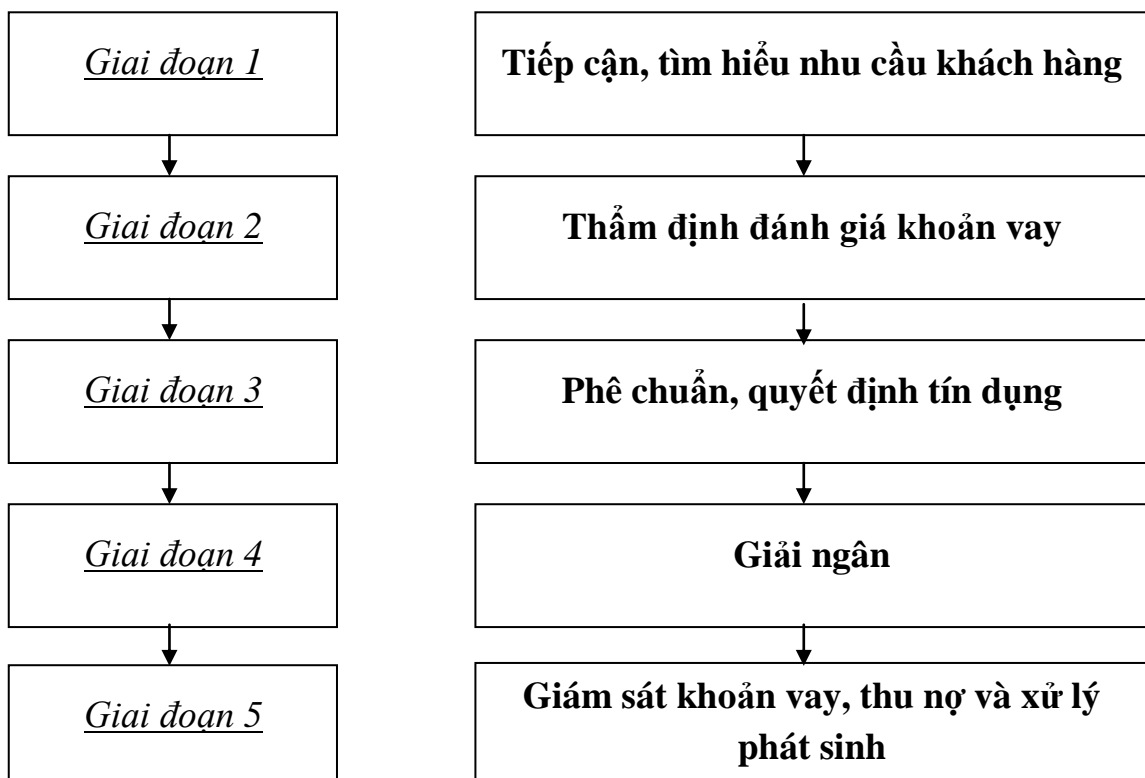 Giai đoạn 1
Tiếp cận, tìm hiểu nhu cầu khách hàng
Giai đoạn 2
Thẩm định đánh giá khoản vay
Giai đoạn 3
Phê chuẩn, quyết định tín dụng
Giai đoạn 4
Giải ngân
Giai đoạn 5
Giám sát khoản vay, thu nợ và xử lý
phát sinh